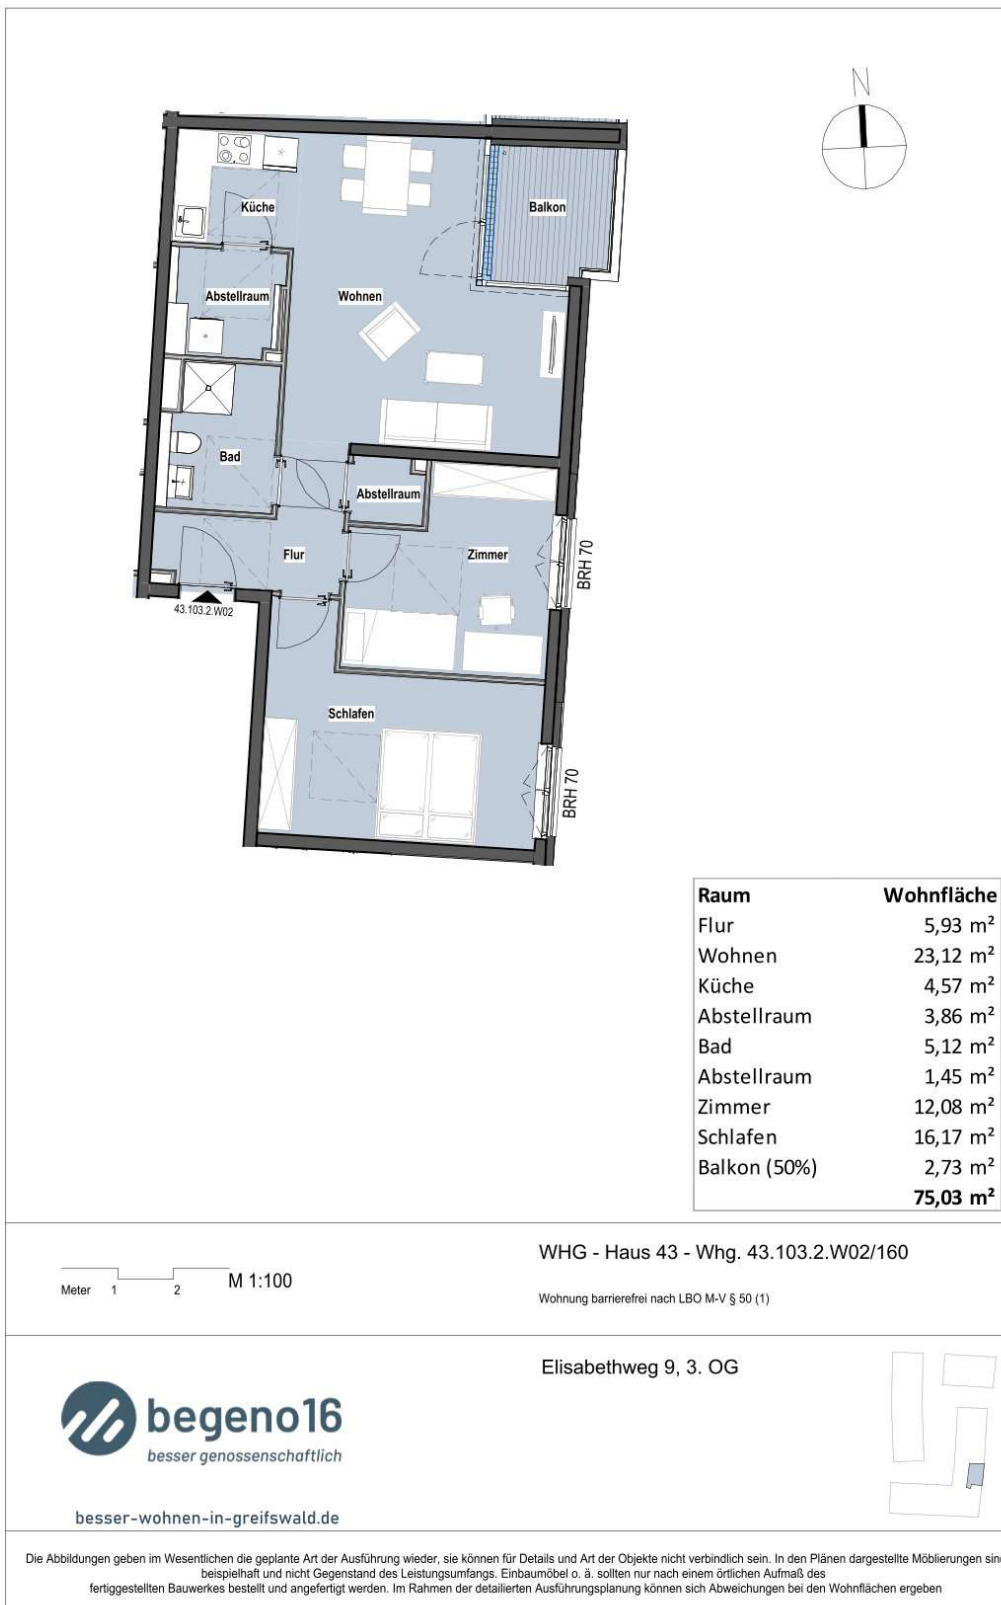 N
Küche
Balkon
Abstellraum
Wohnen
Bad
Abstellraum
Flur
Zimmer
BRH 70
43.103.2.W02
Schlafen
BRH 70
Raum Wohnfläche
Flur 5,93 m²
Wohnen 23,12 m²
Küche 4,57 m²
Abstellraum 3,86 m²
Bad 5,12 m²
Abstellraum 1,45 m²
Zimmer 12,08 m²
Schlafen 16,17 m²
Balkon (50%) 2,73 m²
75,03 m²
Meter 1 2 M 1:100
WHG - Haus 43 - Whg. 43.103.2.W02/160
Wohnung barrierefrei nach LBO M-V § 50 (1)
Elisabethweg 9, 3. OG
begeno16
besser genossenschaftlich
besser-wohnen-in-greifswald.de
Die Abbildungen geben im Wesentlichen die geplante Art der Ausführung wieder, sie können für Details und Art der Objekte nicht verbindlich sein. In den Plänen dargestellte Möblierungen sin
beispielhaft und nicht Gegenstand des Leistungsumfangs. Einbaumöbel o. ä. sollten nur nach einem örtlichen Aufmaß des
fertiggestellten Bauwerkes bestellt und angefertigt werden. Im Rahmen der detailierten Ausführungsplanung können sich Abweichungen bei den Wohnflächen ergeben